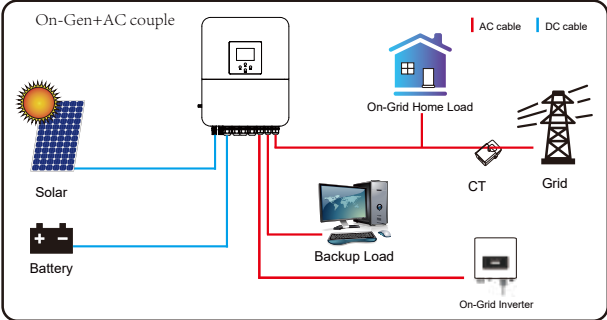 On-Gen+AC couple
AC cable
DC cable
On-Grid Home Load
Solar
CT
Grid
Backup Load
Battery
On-Grid Inverter